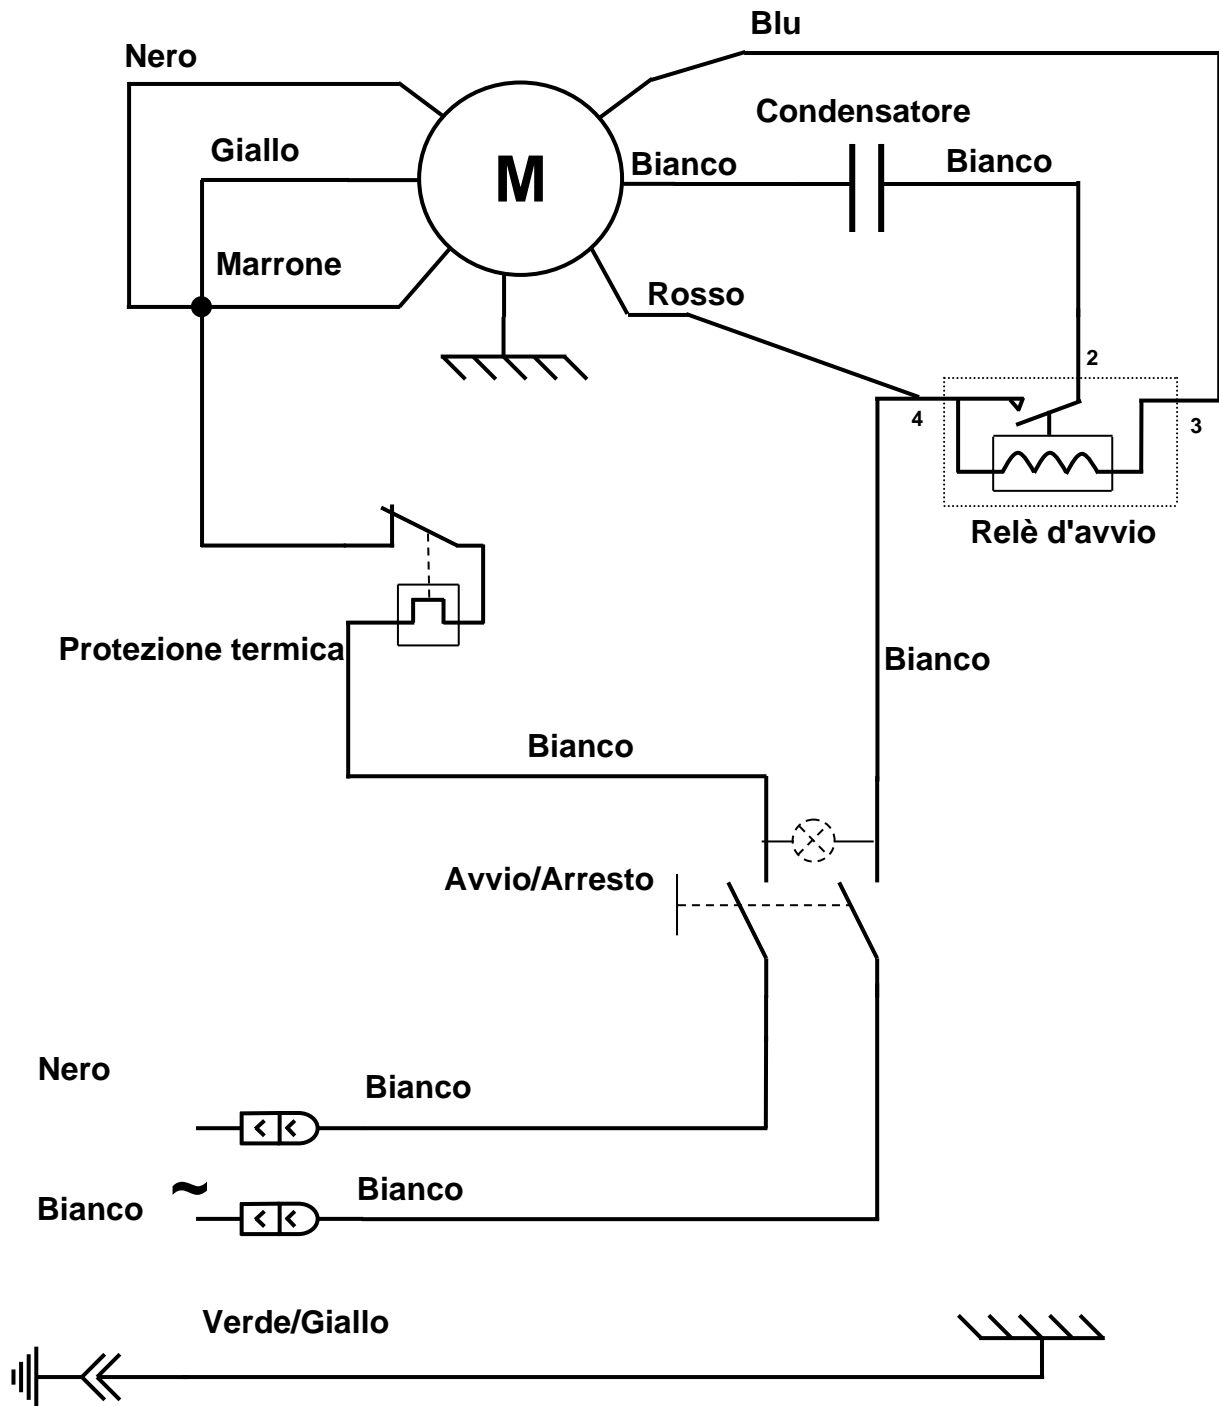 Blu
Nero
Condensatore
Giallo
Bianco
Bianco
M
Marrone
Rosso
2
4
3
Relè d'avvio
Protezione termica
Bianco
Bianco
Avvio/Arresto
Nero
Bianco
~
Bianco
Bianco
Verde/Giallo